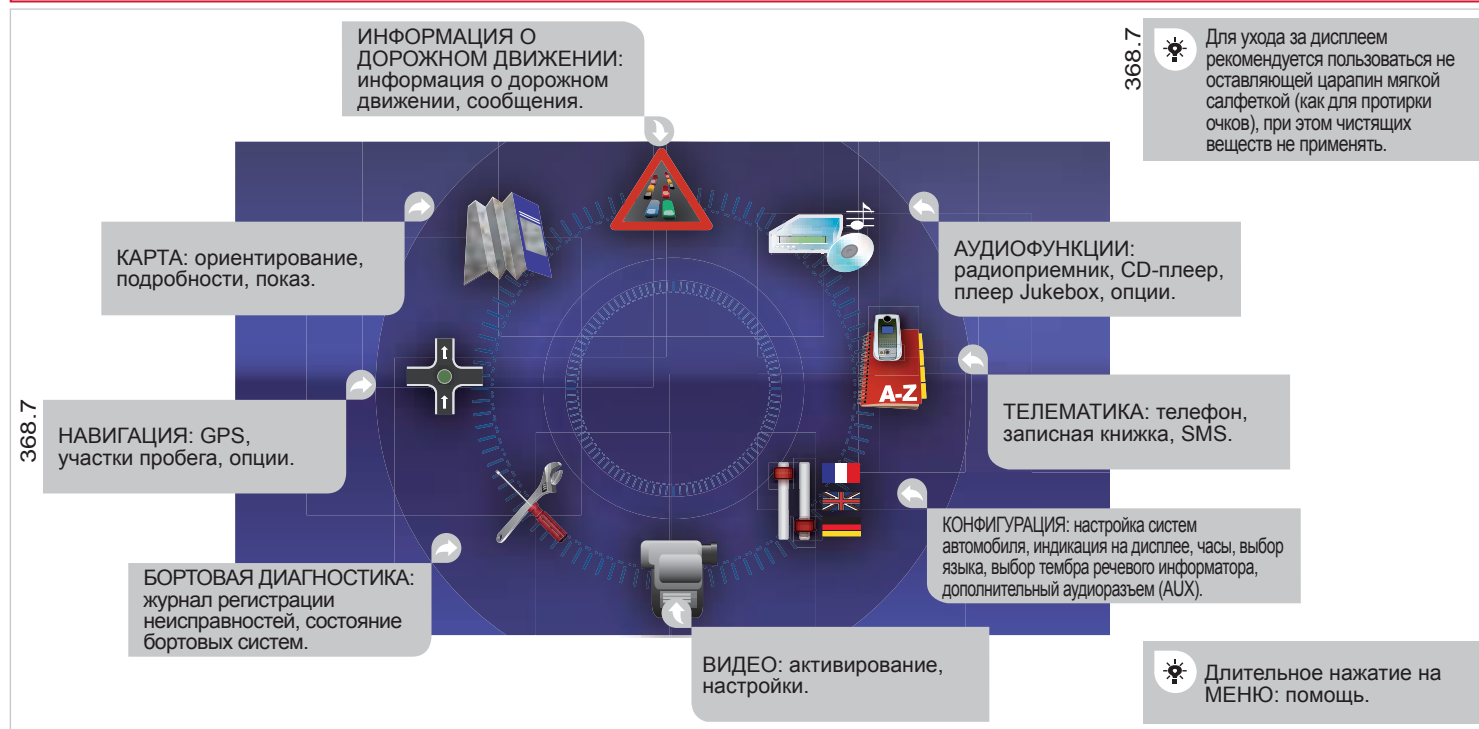 ИНФОРМАЦИЯ О
ДОРОЖНОМ ДВИЖЕНИИ:
информация о дорожном
движении, сообщения.
368.7
Для ухода за дисплеем
рекомендуется пользоваться не
оставляющей царапин мягкой
салфеткой (как для протирки
очков), при этом чистящих
веществ не применять.
КАРТА: ориентирование,
подробности, показ.
АУДИОФУНКЦИИ:
радиоприемник, CD-плеер,
плеер Jukebox, опции.
A-Z
368.7
НАВИГАЦИЯ: GPS,
участки пробега, опции.
ТЕЛЕМАТИКА: телефон,
записная книжка, SMS.
КОНФИГУРАЦИЯ: настройка систем
автомобиля, индикация на дисплее, часы, выбор
языка, выбор тембра речевого информатора,
дополнительный аудиоразъем (AUX).
БОРТОВАЯ ДИАГНОСТИКА:
журнал регистрации
неисправностей, состояние
бортовых систем.
ВИДЕО: активирование,
настройки.
Длительное нажатие на
МЕНЮ: помощь.